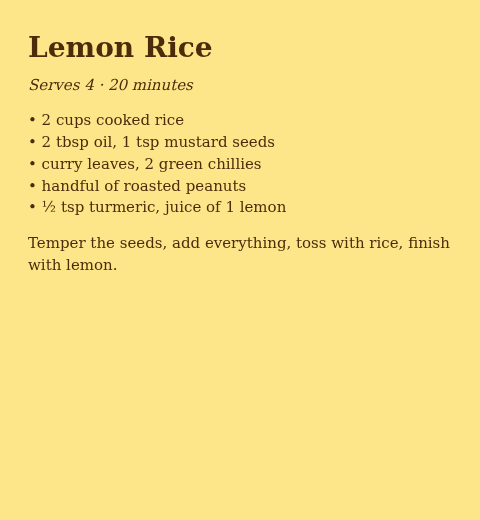 Lemon Rice
Serves 4 · 20 minutes
• 2 cups cooked rice
• 2 tbsp oil, 1 tsp mustard seeds
• curry leaves, 2 green chillies
• handful of roasted peanuts
• ½ tsp turmeric, juice of 1 lemon
Temper the seeds, add everything, toss with rice, finish
with lemon.